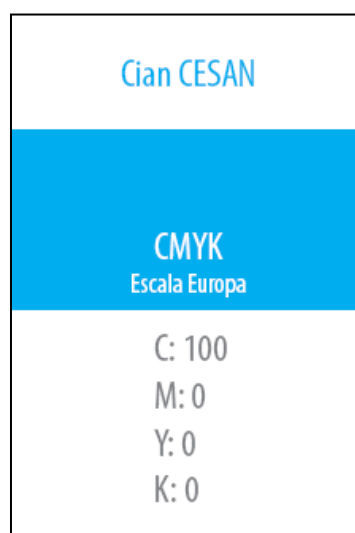 Cian CESAN
CMYK
Escala Europa
C: 100
M: 0
Y: 0
K: 0